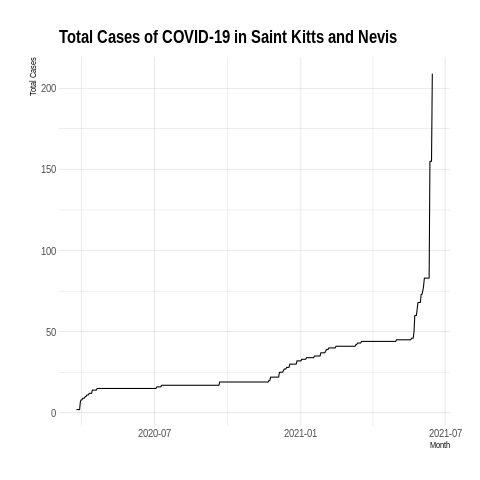 Total Cases of COVID-19 in Saint Kitts and Nevis
Total Cases
200
150
100
50
0
2020-07
2021-01
2021-07
Month